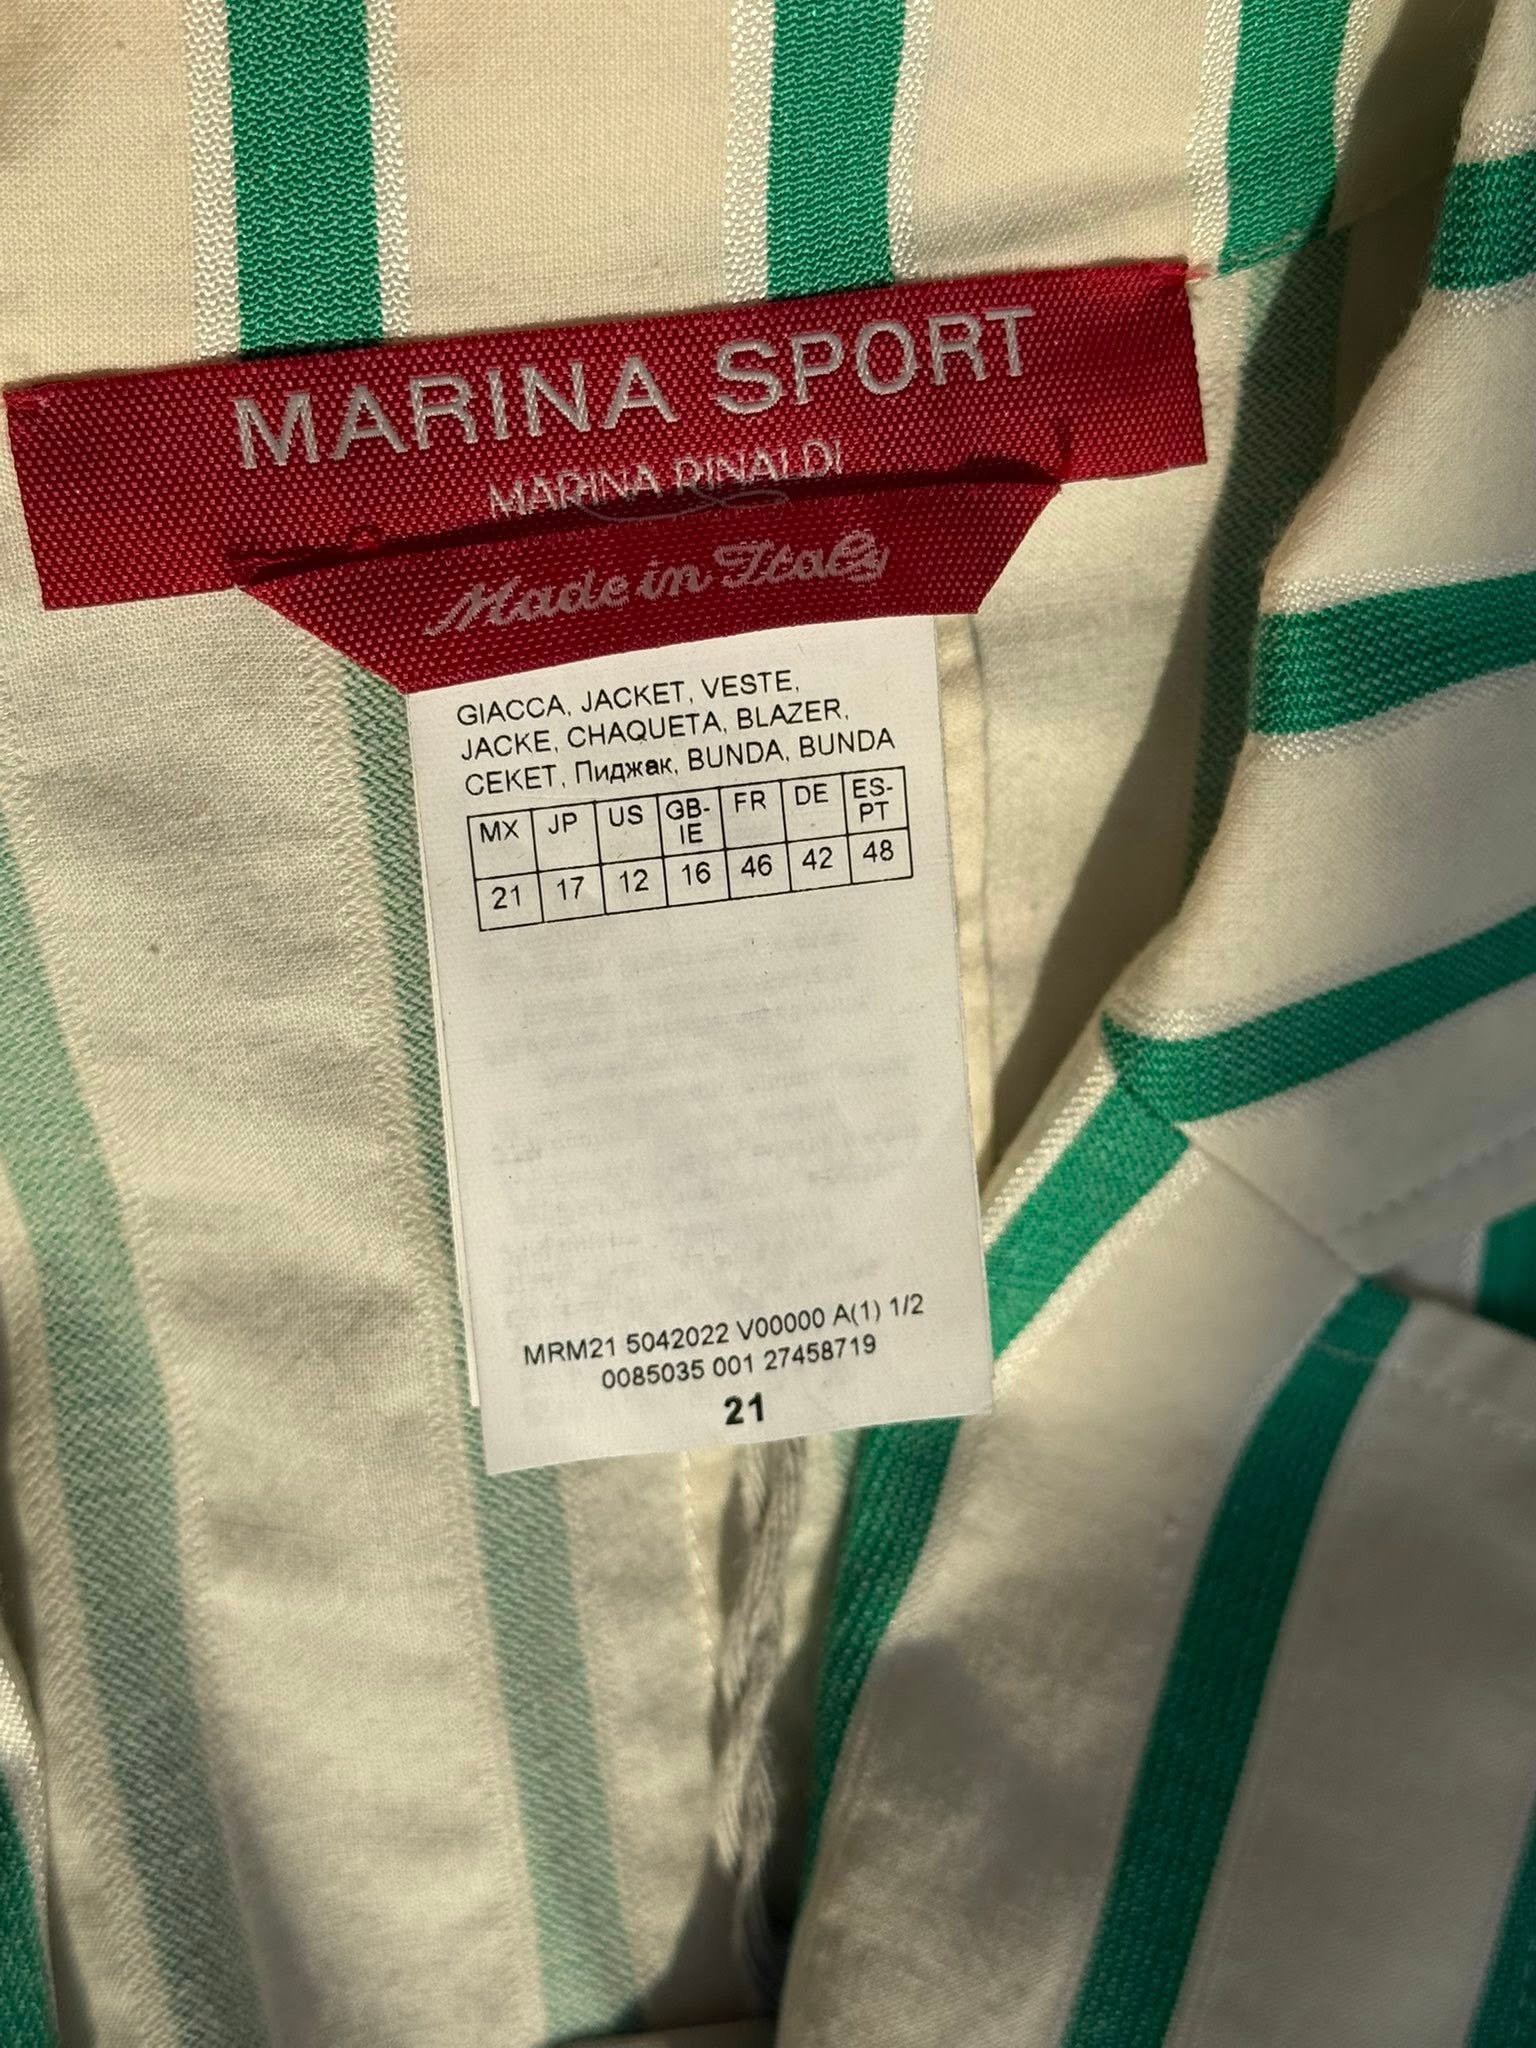 MARINA SPORT
MARINA RINALDI
Made in Italy
GIACCA, JACKET, VESTE,
JACKE, CHAQUETA, BLAZER,
CEKET, Пиджак, BUNDA, BUNDA
MX JP US GB-IE FR DE ES-PT
21 17 12 16 46 42 48
MRM21 5042022 V00000 A(1) 1/2
0085035 001 27458719
21